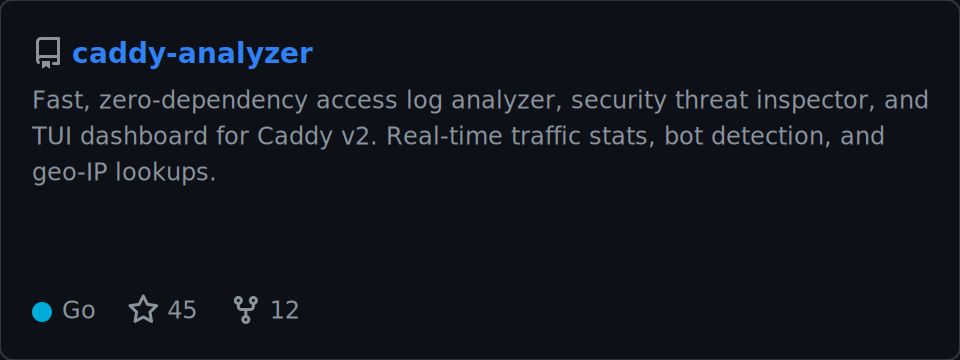 caddy-analyzer
Fast, zero-dependency access log analyzer, security threat inspector, and
TUI dashboard for Caddy v2. Real-time traffic stats, bot detection, and
geo-IP lookups.
Go 45 12